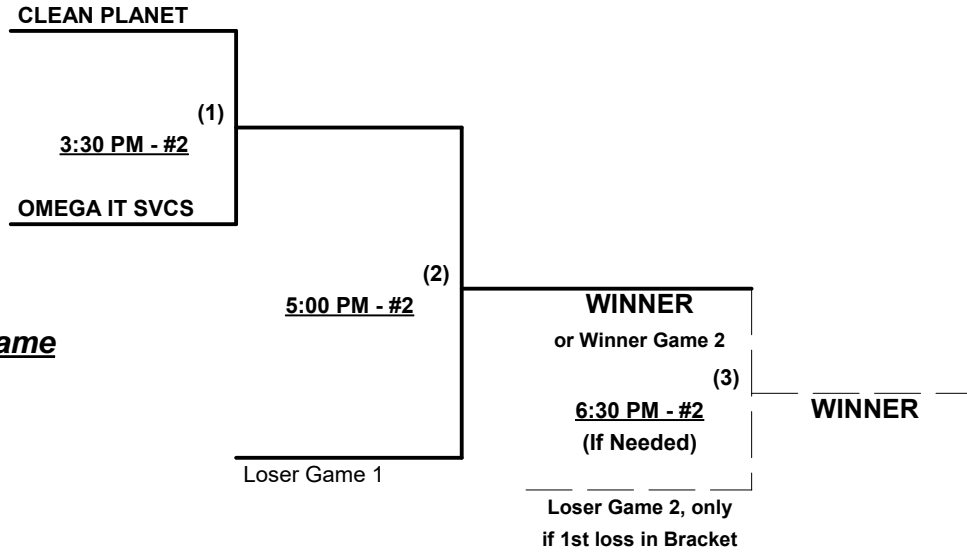 CLEAN PLANET
(1)
3:30 PM - #2
OMEGA IT SVCS
(2)
5:00 PM - #2
WINNER
or Winner Game 2
ame
(3)
6:30 PM - #2
WINNER
(If Needed)
Loser Game 1
Loser Game 2, only
if 1st loss in Bracket